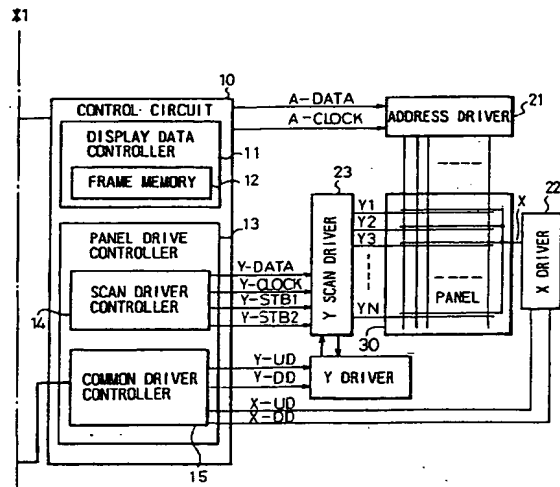 ※1
10
CONTROL CIRCUIT
DISPLAY DATA
CONTROLLER
11
FRAME MEMORY
12
13
PANEL DRIVE
CONTROLLER
SCAN DRIVER
CONTROLLER
14
COMMON DRIVER
CONTROLLER
15
A-DATA
A-CLOCK
ADDRESS DRIVER
21
23
Y SCAN DRIVER
Y1
Y2
Y3
YN
X
22
X DRIVER
PANEL
30
Y-DATA
Y-CLOCK
Y-STB1
Y-STB2
Y-UD
Y-DD
Y DRIVER
X-UD
X-DD